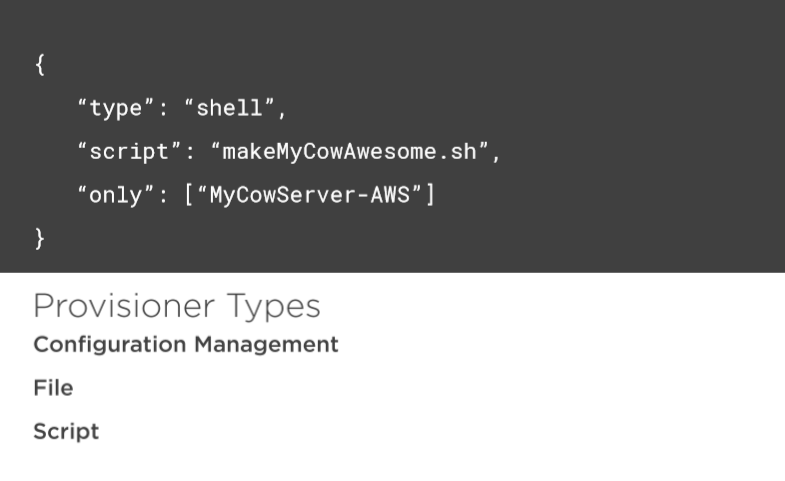 {
“type”: “shell”,
“script”: “makeMyCowAwesome.sh”,
“only”: [“MyCowServer-AWS”]
}
Provisioner Types
Configuration Management
File
Script